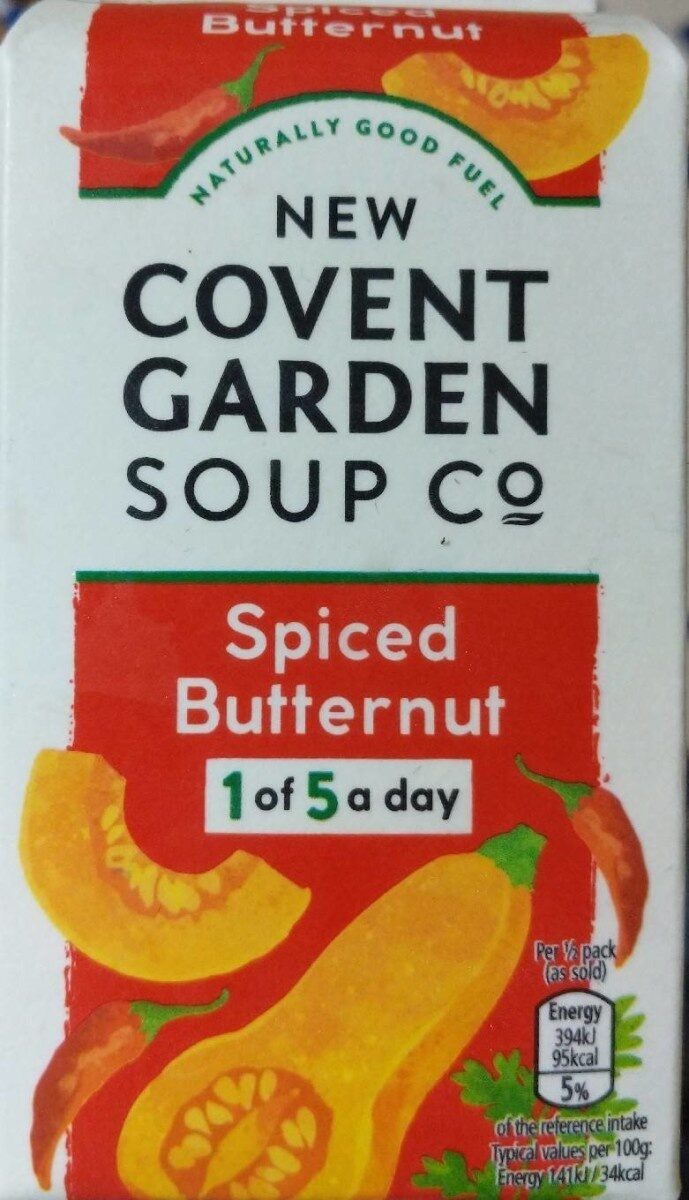 Spiced
Butternut
NATURALLY GOOD FUEL
NEW
COVENT
GARDEN
SOUP Cº
Spiced
Butternut
1 of 5 a day
Per ½ pack
(as sold)
Energy
394kJ
95kcal
5%
of the reference intake
Typical values per 100g:
Energy 141kJ / 34kcal